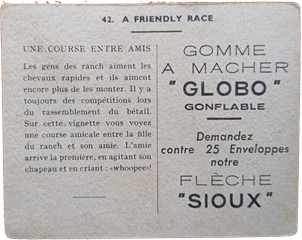 42. A FRIENDLY RACE
UNE COURSE ENTRE AMIS
Les gens des ranch aiment les
chevaux rapides et ils aiment
encore plus de les monter. Il y a
toujours des compétitions lors
du rassemblement du bétail.
Sur cette vignette vous voyez
une course amicale entre la fille
du ranch et son amie. L'amie
arrive la première, en agitant son
chapeau et en criant: «whoopee!»
GOMME
A MACHER
"GLOBO"
GONFLABLE
Demandez
contre 25 Enveloppes
notre
FLÈCHE
"SIOUX"